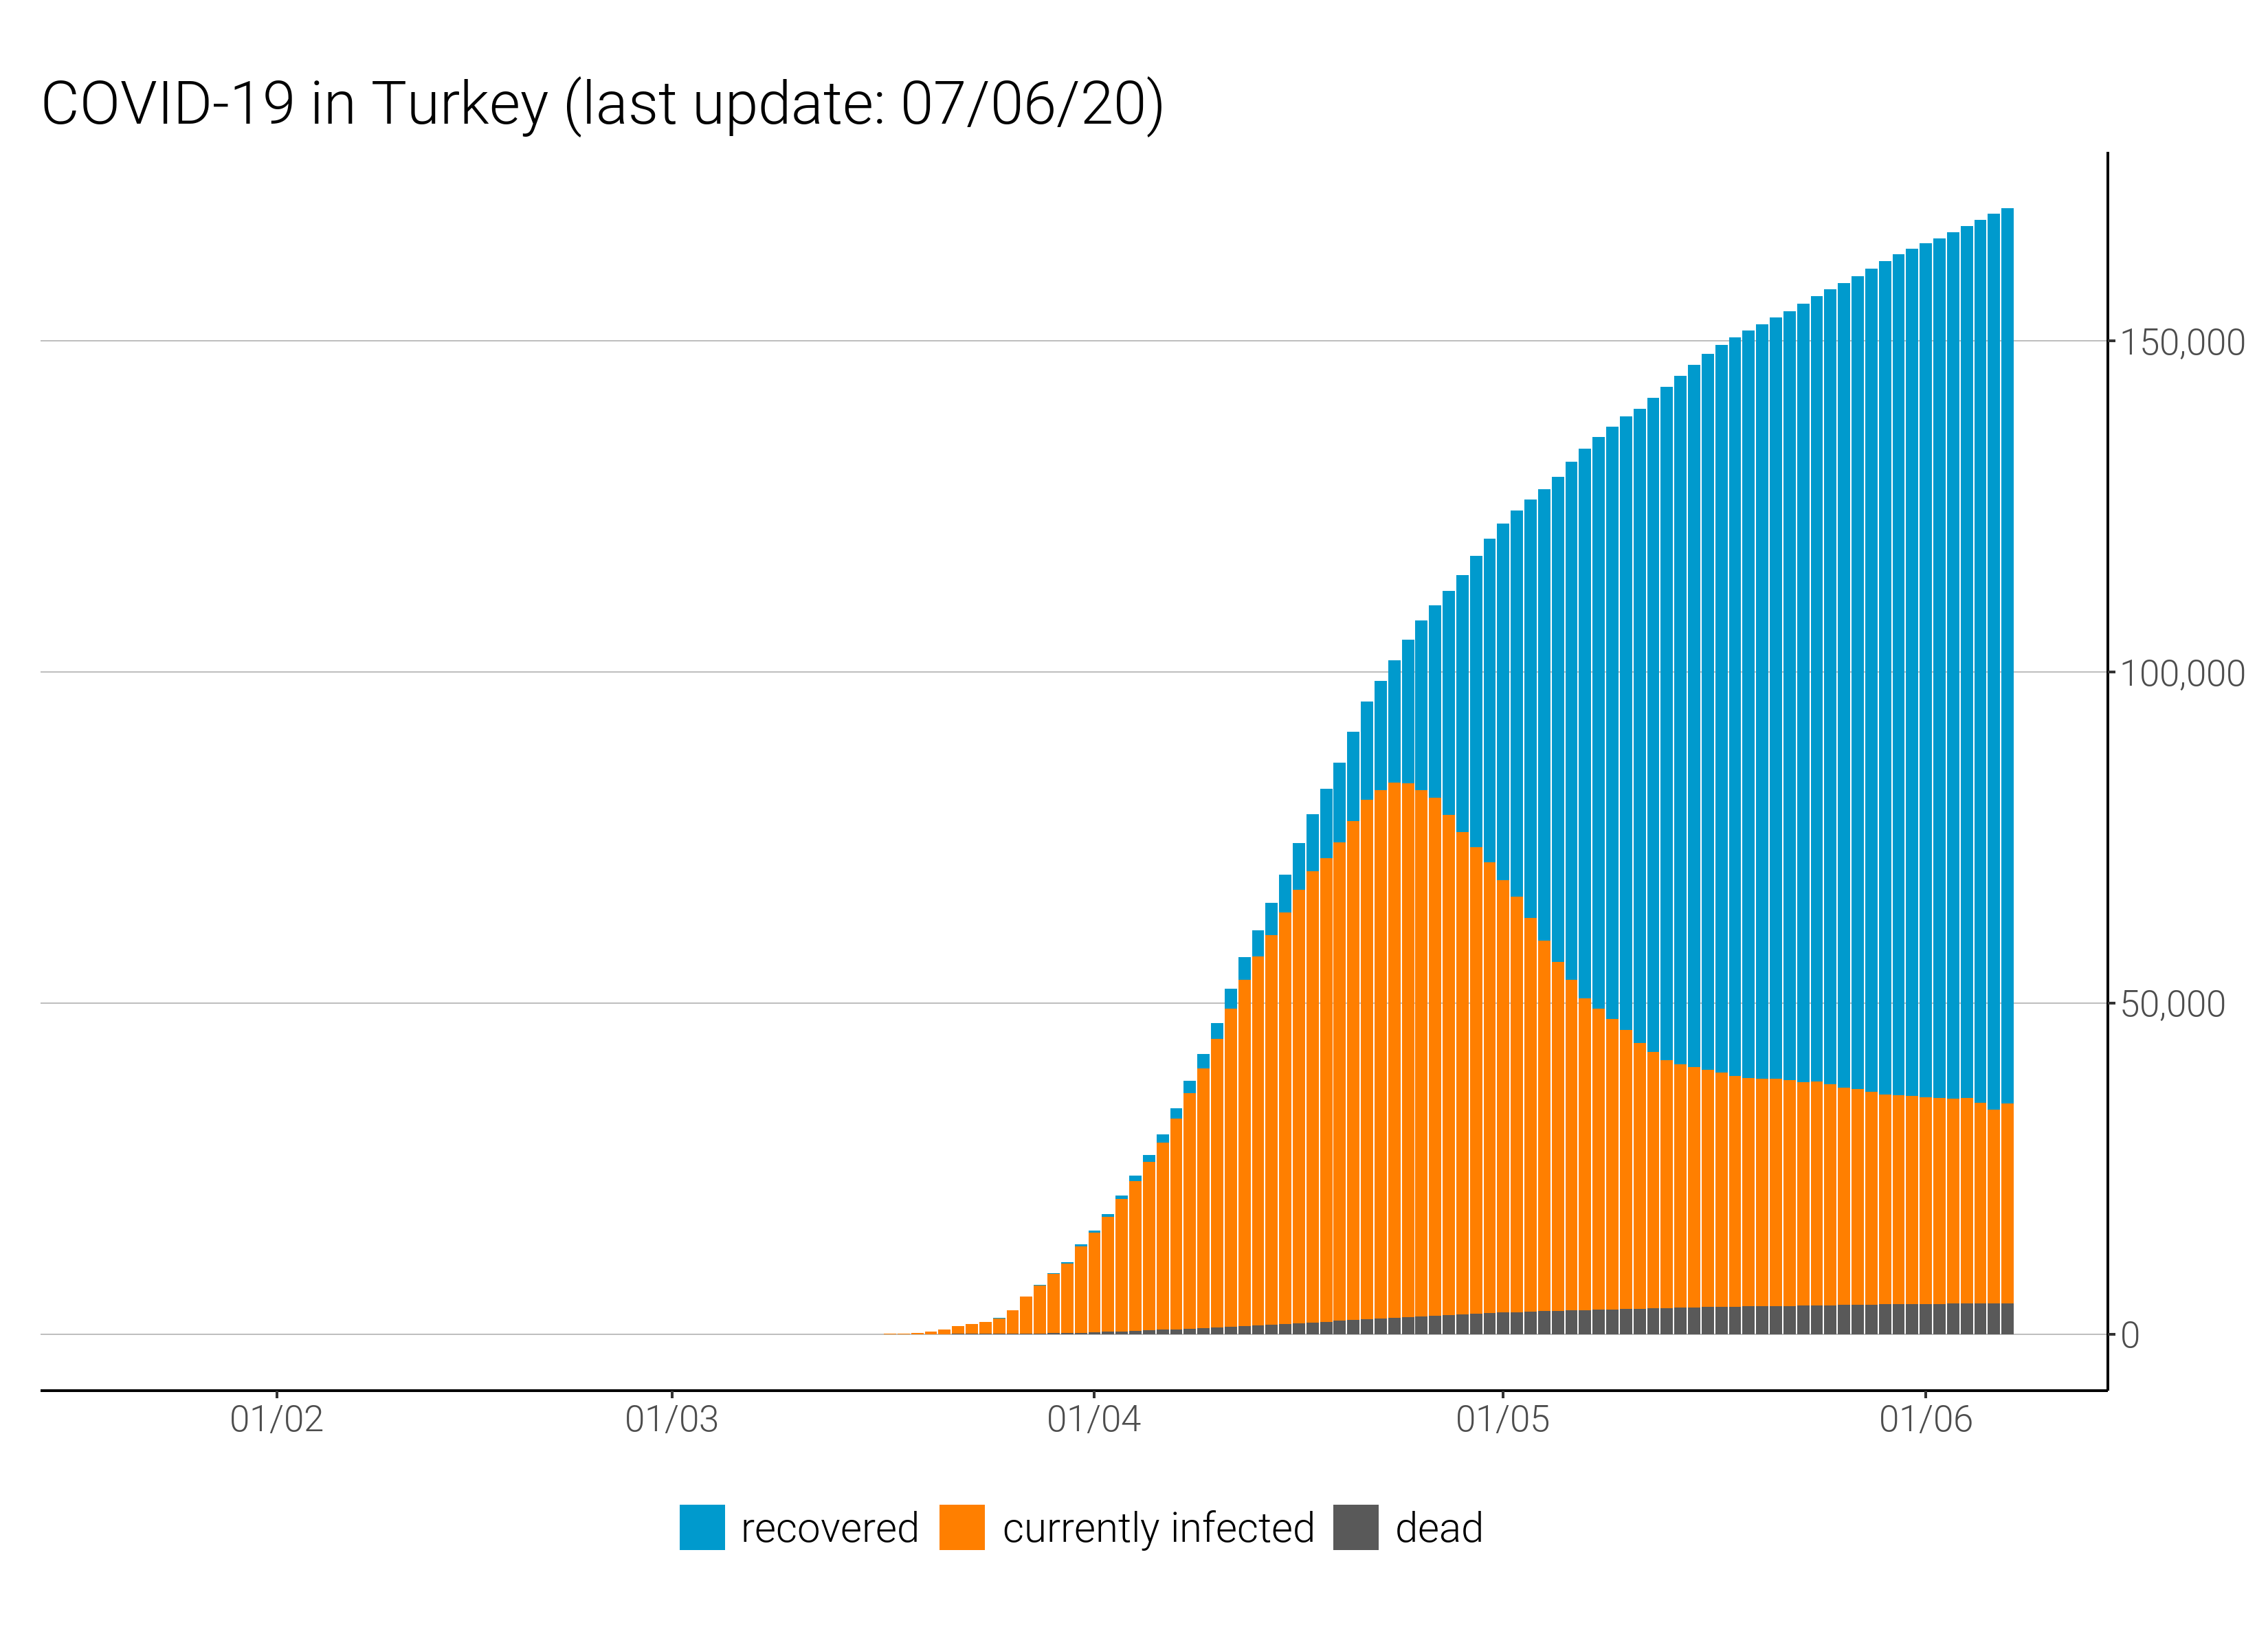 COVID-19 in Turkey (last update: 07/06/20)
150,000
100,000
50,000
0
01/02 01/03 01/04 01/05 01/06
recovered currently infected dead